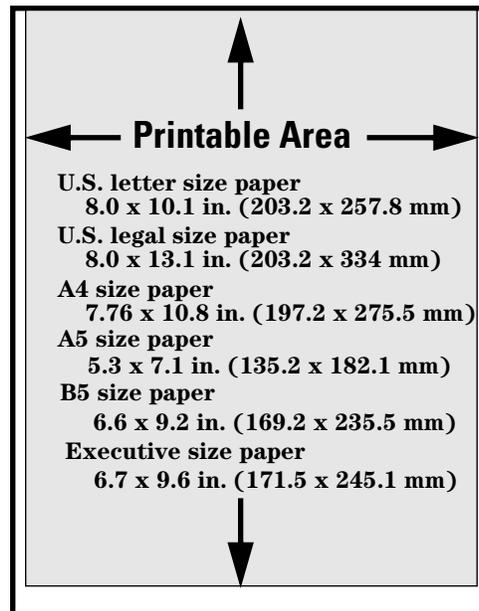 Printable Area
U.S. letter size paper
8.0 x 10.1 in. (203.2 x 257.8 mm)
U.S. legal size paper
8.0 x 13.1 in. (203.2 x 334 mm)
A4 size paper
7.76 x 10.8 in. (197.2 x 275.5 mm)
A5 size paper
5.3 x 7.1 in. (135.2 x 182.1 mm)
B5 size paper
6.6 x 9.2 in. (169.2 x 235.5 mm)
Executive size paper
6.7 x 9.6 in. (171.5 x 245.1 mm)